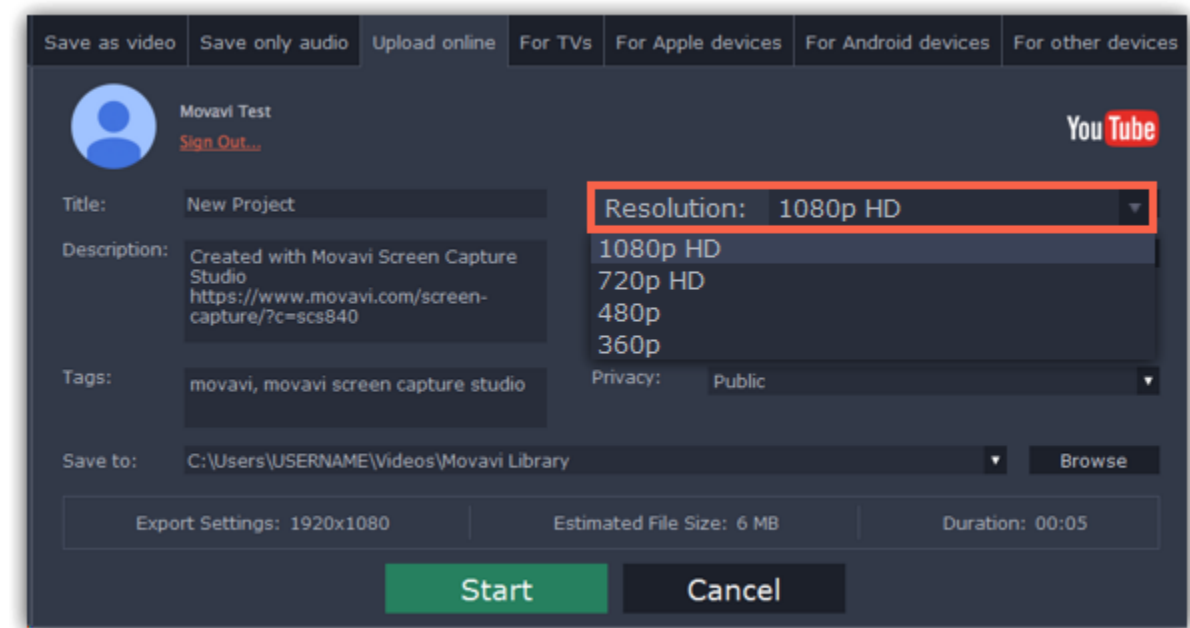 Save as video Save only audio Upload online For TVs For Apple devices For Android devices For other devices
Movavi Test
Sign Out...
You Tube
Title: New Project
Resolution: 1080p HD
1080p HD
720p HD
480p
360p
Description: Created with Movavi Screen Capture
Studio
https://www.movavi.com/screen-
capture/?c=scs840
Tags: movavi, movavi screen capture studio
Privacy: Public
Save to: C:\Users\USERNAME\Videos\Movavi Library Browse
Export Settings: 1920x1080 Estimated File Size: 6 MB Duration: 00:05
Start Cancel